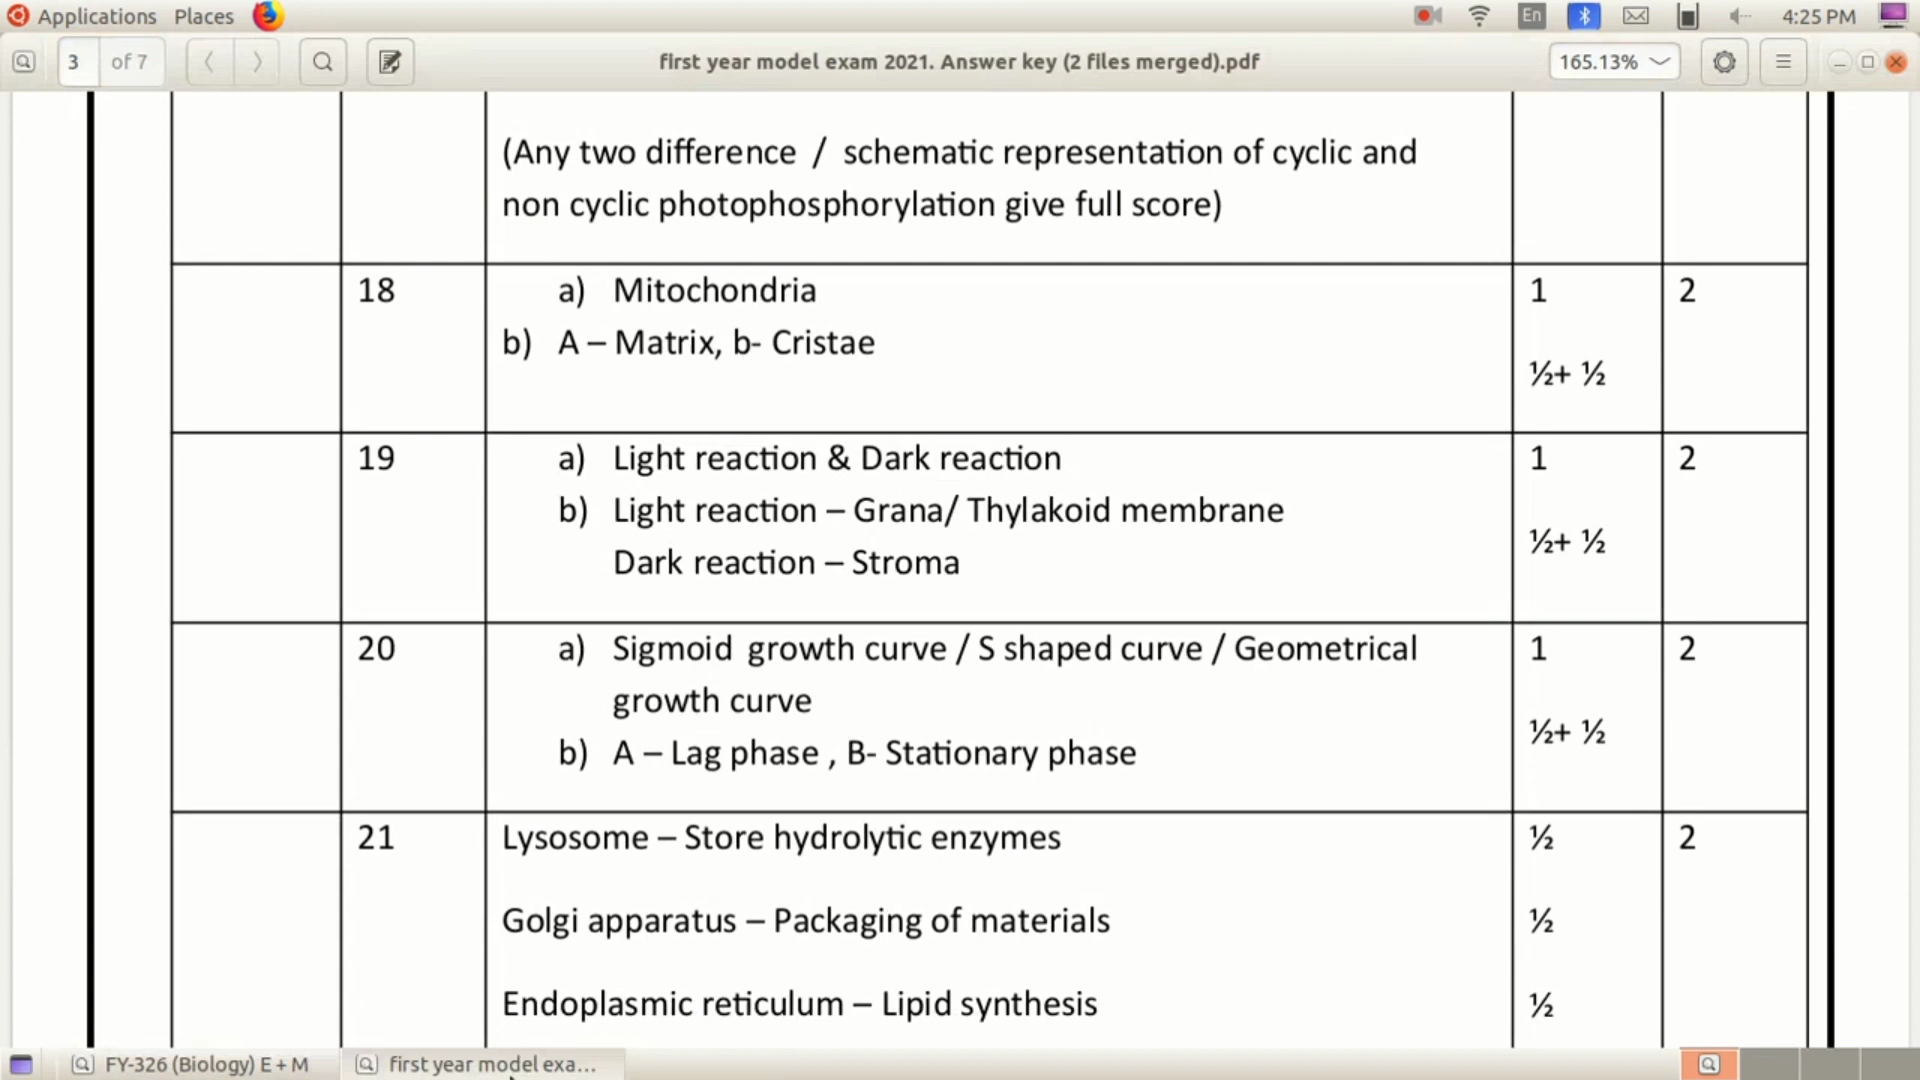 Applications Places En 4:25 PM
3 of 7 first year model exam 2021. Answer key (2 files merged).pdf 165.13%
(Any two difference / schematic representation of cyclic and
non cyclic photophosphorylation give full score)
18 a) Mitochondria 1 2
b) A – Matrix, b- Cristae
½+ ½
19 a) Light reaction & Dark reaction 1 2
b) Light reaction – Grana/ Thylakoid membrane
½+ ½
Dark reaction – Stroma
20 a) Sigmoid growth curve / S shaped curve / Geometrical 1 2
growth curve
½+ ½
b) A – Lag phase , B- Stationary phase
21 Lysosome – Store hydrolytic enzymes ½ 2
Golgi apparatus – Packaging of materials ½
Endoplasmic reticulum – Lipid synthesis ½
FY-326 (Biology) E + M first year model exa...